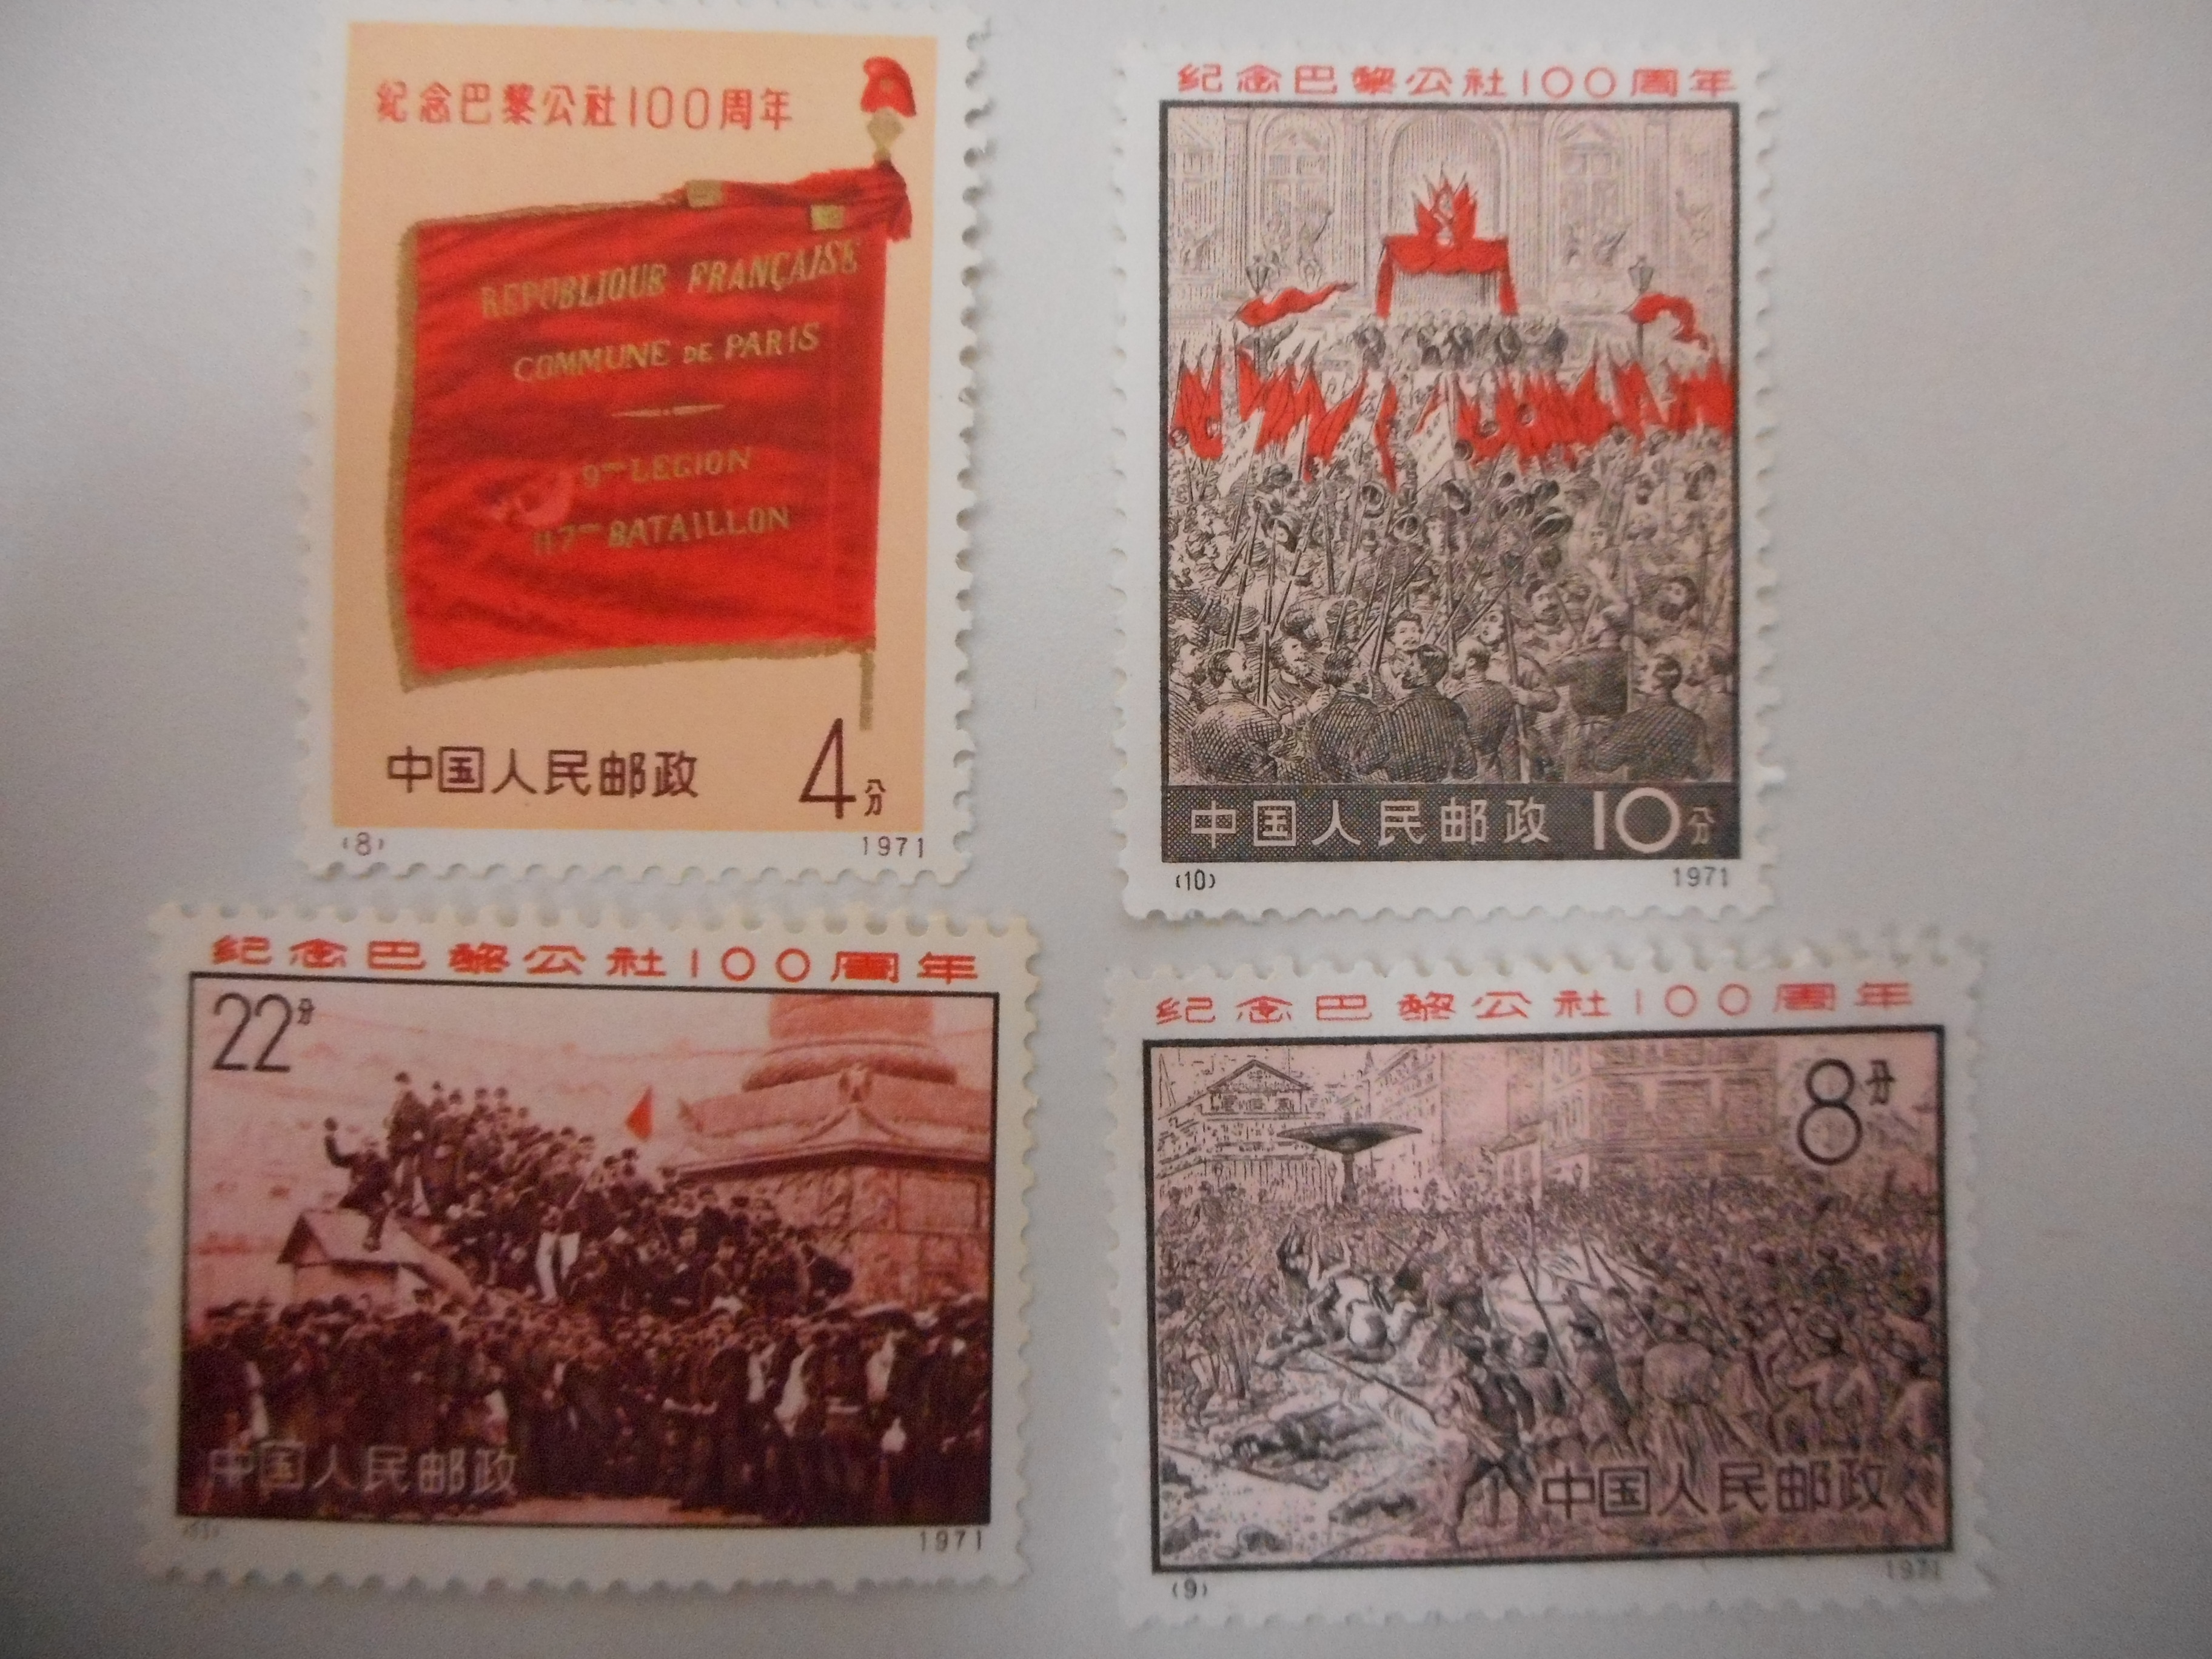 纪念巴黎公社100周年
REPUBLIQUE FRANÇAISE
COMMUNE DE PARIS
9me LEGION
117me BATAILLON
中国人民邮政 4分
(8) 1971
纪念巴黎公社100周年
中国人民邮政 10分
(10) 1971
纪念巴黎公社100周年
22分
中国人民邮政
1971
纪念巴黎公社100周年
8分
中国人民邮政
(9) 1971